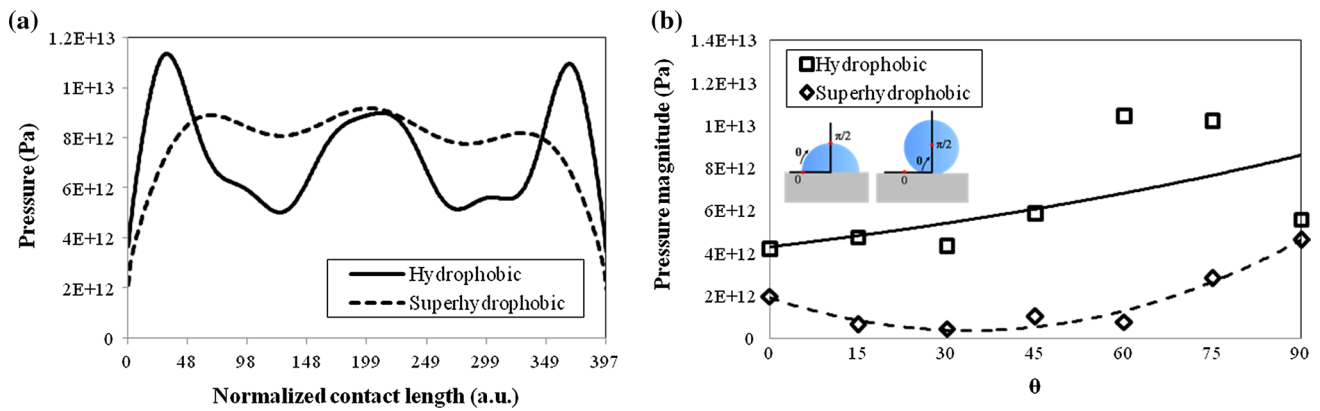 (a)
1.2E+13
1E+13
8E+12
6E+12
4E+12
2E+12
0
Pressure (Pa)
Hydrophobic
Superhydrophobic
0 48 98 148 199 249 299 349 397
Normalized contact length (a.u.)
(b)
1.4E+13
1.2E+13
1E+13
8E+12
6E+12
4E+12
2E+12
0
Pressure magnitude (Pa)
Hydrophobic
Superhydrophobic
π/2
θ
0
π/2
θ
0
0 15 30 45 60 75 90
θ